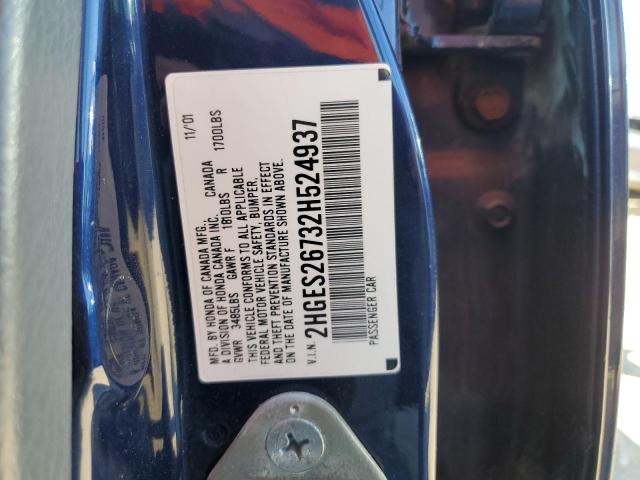 MFD. BY HONDA OF CANADA MFG. 11/01
A DIVISION OF HONDA CANADA INC. CANADA
GVWR 3485LBS GAWR F 1810LBS R 1700LBS
THIS VEHICLE CONFORMS TO ALL APPLICABLE
FEDERAL MOTOR VEHICLE SAFETY, BUMPER,
AND THEFT PREVENTION STANDARDS IN EFFECT
ON THE DATE OF MANUFACTURE SHOWN ABOVE.
V.I.N. 2HGES26732H524937
PASSENGER CAR